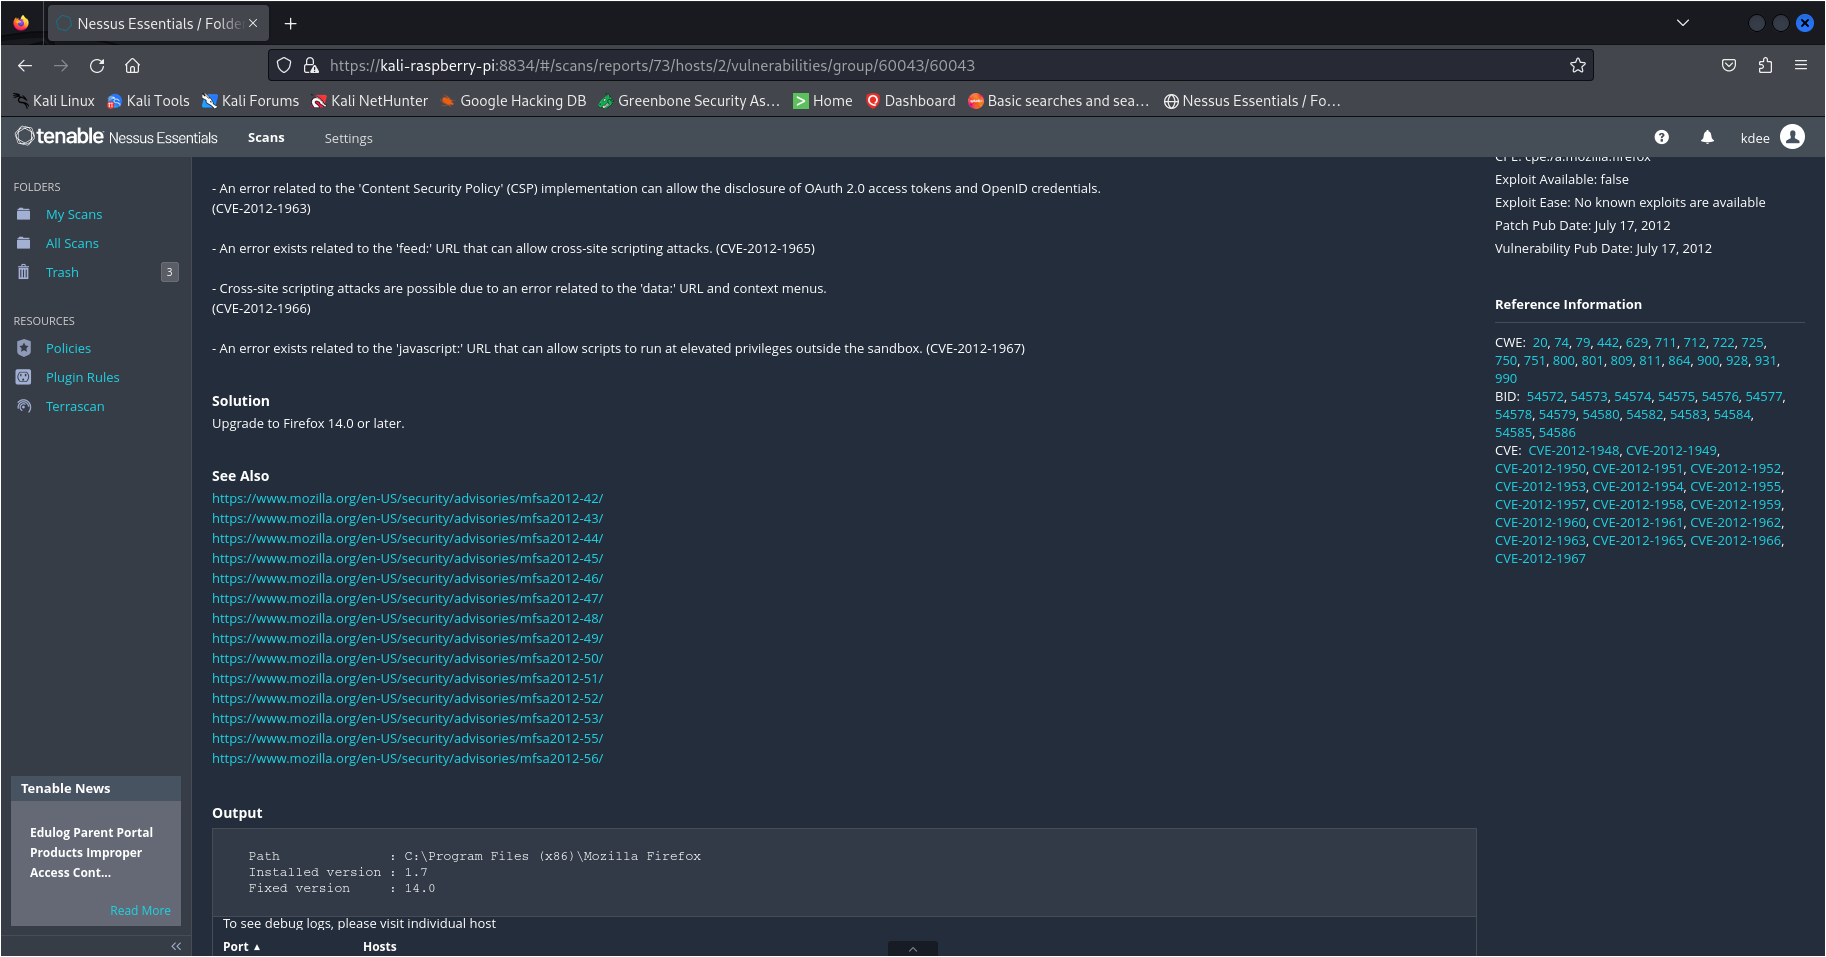 Nessus Essentials / Folde
https://kali-raspberry-pi:8834/#/scans/reports/73/hosts/2/vulnerabilities/group/60043/60043
Kali Linux Kali Tools Kali Forums Kali NetHunter Google Hacking DB Greenbone Security As... Home Dashboard Basic searches and sea... Nessus Essentials / Fo...
tenable Nessus Essentials Scans Settings kdee
FOLDERS
My Scans
All Scans
Trash 3
RESOURCES
Policies
Plugin Rules
Terrascan
Tenable News
Edulog Parent Portal
Products Improper
Access Cont...
Read More
- An error related to the 'Content Security Policy' (CSP) implementation can allow the disclosure of OAuth 2.0 access tokens and OpenID credentials.
(CVE-2012-1963)
- An error exists related to the 'feed:' URL that can allow cross-site scripting attacks. (CVE-2012-1965)
- Cross-site scripting attacks are possible due to an error related to the 'data:' URL and context menus.
(CVE-2012-1966)
- An error exists related to the 'javascript:' URL that can allow scripts to run at elevated privileges outside the sandbox. (CVE-2012-1967)
Solution
Upgrade to Firefox 14.0 or later.
See Also
https://www.mozilla.org/en-US/security/advisories/mfsa2012-42/
https://www.mozilla.org/en-US/security/advisories/mfsa2012-43/
https://www.mozilla.org/en-US/security/advisories/mfsa2012-44/
https://www.mozilla.org/en-US/security/advisories/mfsa2012-45/
https://www.mozilla.org/en-US/security/advisories/mfsa2012-46/
https://www.mozilla.org/en-US/security/advisories/mfsa2012-47/
https://www.mozilla.org/en-US/security/advisories/mfsa2012-48/
https://www.mozilla.org/en-US/security/advisories/mfsa2012-49/
https://www.mozilla.org/en-US/security/advisories/mfsa2012-50/
https://www.mozilla.org/en-US/security/advisories/mfsa2012-51/
https://www.mozilla.org/en-US/security/advisories/mfsa2012-52/
https://www.mozilla.org/en-US/security/advisories/mfsa2012-53/
https://www.mozilla.org/en-US/security/advisories/mfsa2012-55/
https://www.mozilla.org/en-US/security/advisories/mfsa2012-56/
Output
Path : C:\Program Files (x86)\Mozilla Firefox
Installed version : 1.7
Fixed version : 14.0
To see debug logs, please visit individual host
Port Hosts
CPE: cpe:/a:mozilla:firefox
Exploit Available: false
Exploit Ease: No known exploits are available
Patch Pub Date: July 17, 2012
Vulnerability Pub Date: July 17, 2012
Reference Information
CWE: 20, 74, 79, 442, 629, 711, 712, 722, 725,
750, 751, 800, 801, 809, 811, 864, 900, 928, 931,
990
BID: 54572, 54573, 54574, 54575, 54576, 54577,
54578, 54579, 54580, 54582, 54583, 54584,
54585, 54586
CVE: CVE-2012-1948, CVE-2012-1949,
CVE-2012-1950, CVE-2012-1951, CVE-2012-1952,
CVE-2012-1953, CVE-2012-1954, CVE-2012-1955,
CVE-2012-1957, CVE-2012-1958, CVE-2012-1959,
CVE-2012-1960, CVE-2012-1961, CVE-2012-1962,
CVE-2012-1963, CVE-2012-1965, CVE-2012-1966,
CVE-2012-1967